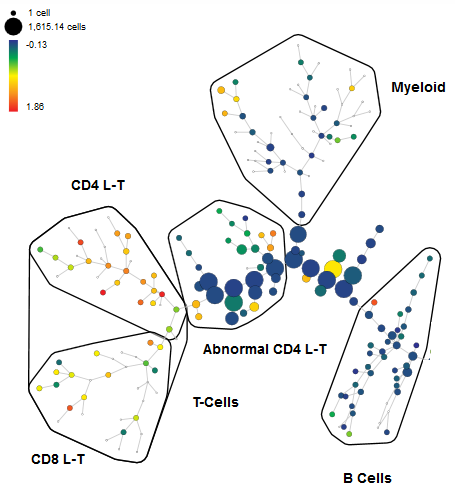 1 cell
1,615.14 cells
-0.13
1.86
Myeloid
CD4 L-T
Abnormal CD4 L-T
T-Cells
CD8 L-T
B Cells